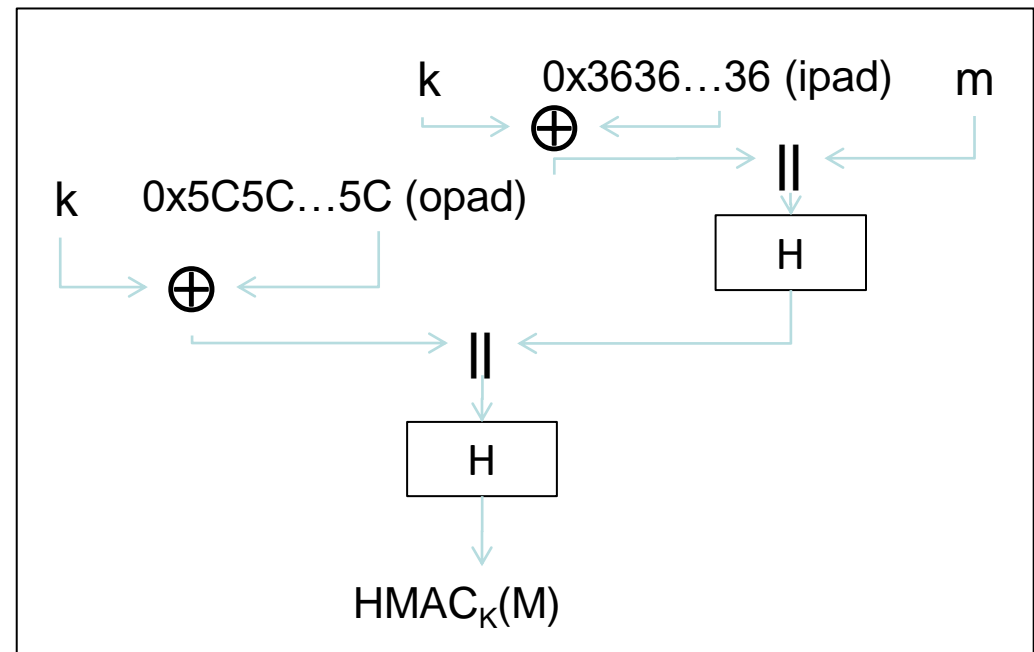 k 0x3636…36 (ipad) m
⊕
||
k 0x5C5C…5C (opad)
H
⊕
||
H
HMACK(M)